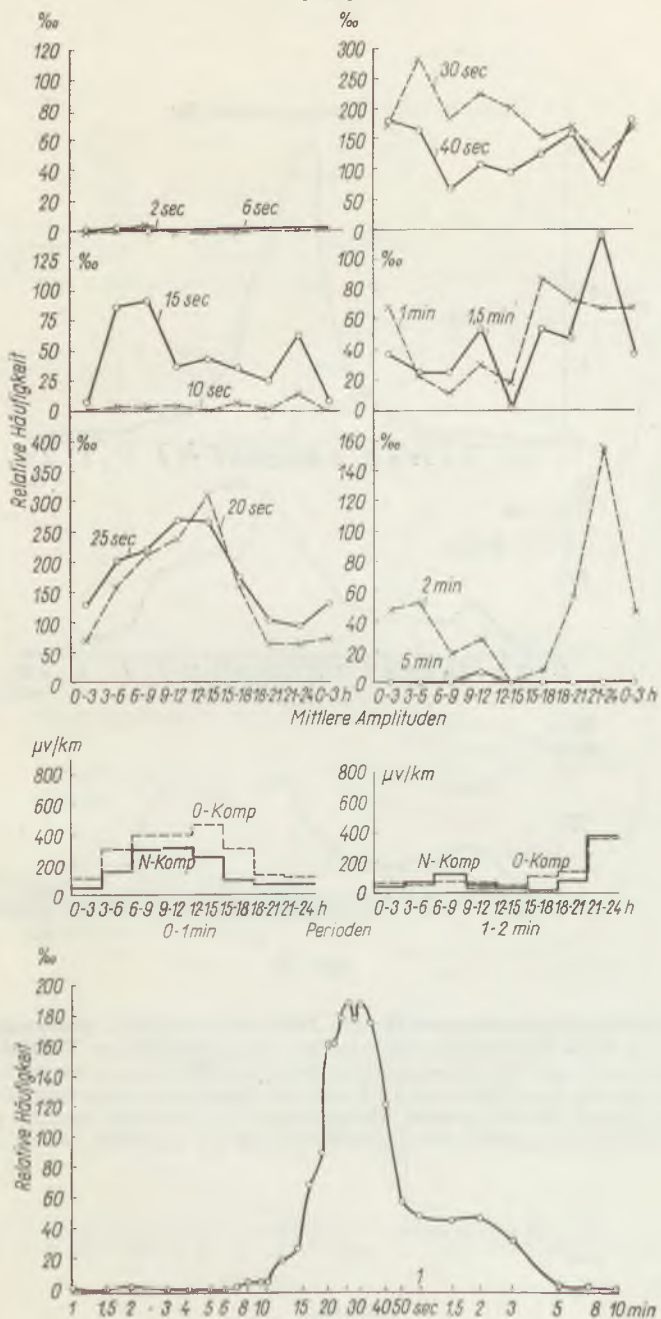 ‰ ‰
120 300
100 250
80 200
60 150
40 100
20 50
0 0
30 sec
40 sec
2 sec 6 sec
125 ‰ 100 ‰
100 80
75 60
50 40
25 20
0 0
15 sec
10 sec
1 min 1,5 min
Relative Häufigkeit
400 ‰ 160 ‰
350 140
300 120
250 100
200 80
150 60
100 40
50 20
0 0
25 sec 20 sec
2 min
5 min
0-3 3-6 6-9 9-12 12-15 15-18 18-21 21-24 0-3 h 0-3 3-6 6-9 9-12 12-15 15-18 18-21 21-24 0-3 h
Mittlere Amplituden
µv/km µv/km
800 800
600 600
400 400
200 200
0 0
O-Komp
N-Komp
N-Komp O-Komp
0-3 3-6 6-9 9-12 12-15 15-18 18-21 21-24 h 0-3 3-6 6-9 9-12 12-15 15-18 18-21 21-24 h
0-1min Perioden 1-2 min
‰
200
180
160
140
120
100
80
60
40
20
0
Relative Häufigkeit
1
1 1,5 2 3 4 5 6 8 10 15 20 30 40 50 sec 1,5 2 3 5 8 10 min